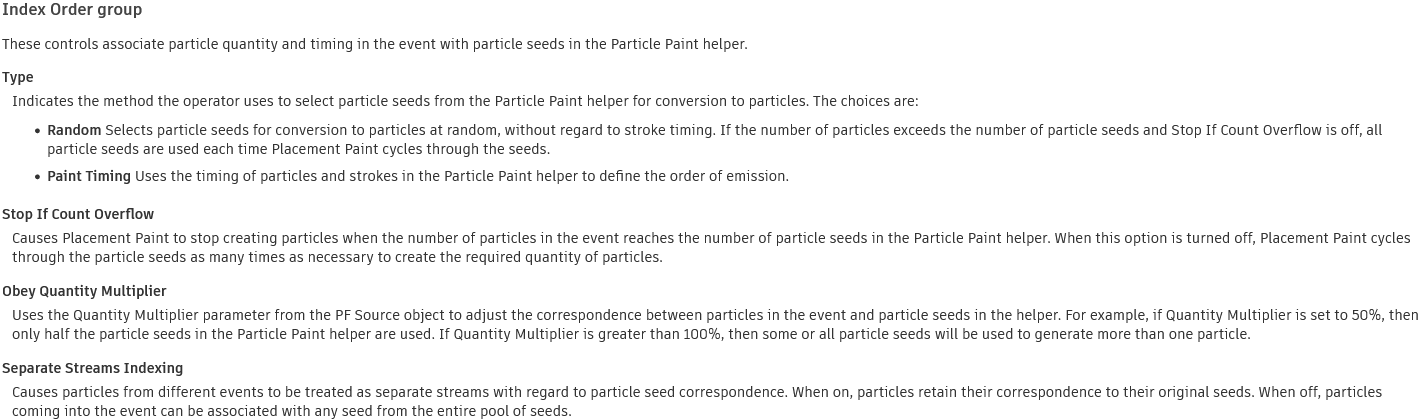 Index Order group
These controls associate particle quantity and timing in the event with particle seeds in the Particle Paint helper.
Type
Indicates the method the operator uses to select particle seeds from the Particle Paint helper for conversion to particles. The choices are:
• Random Selects particle seeds for conversion to particles at random, without regard to stroke timing. If the number of particles exceeds the number of particle seeds and Stop If Count Overflow is off, all
particle seeds are used each time Placement Paint cycles through the seeds.
• Paint Timing Uses the timing of particles and strokes in the Particle Paint helper to define the order of emission.
Stop If Count Overflow
Causes Placement Paint to stop creating particles when the number of particles in the event reaches the number of particle seeds in the Particle Paint helper. When this option is turned off, Placement Paint cycles
through the particle seeds as many times as necessary to create the required quantity of particles.
Obey Quantity Multiplier
Uses the Quantity Multiplier parameter from the PF Source object to adjust the correspondence between particles in the event and particle seeds in the helper. For example, if Quantity Multiplier is set to 50%, then
only half the particle seeds in the Particle Paint helper are used. If Quantity Multiplier is greater than 100%, then some or all particle seeds will be used to generate more than one particle.
Separate Streams Indexing
Causes particles from different events to be treated as separate streams with regard to particle seed correspondence. When on, particles retain their correspondence to their original seeds. When off, particles
coming into the event can be associated with any seed from the entire pool of seeds.